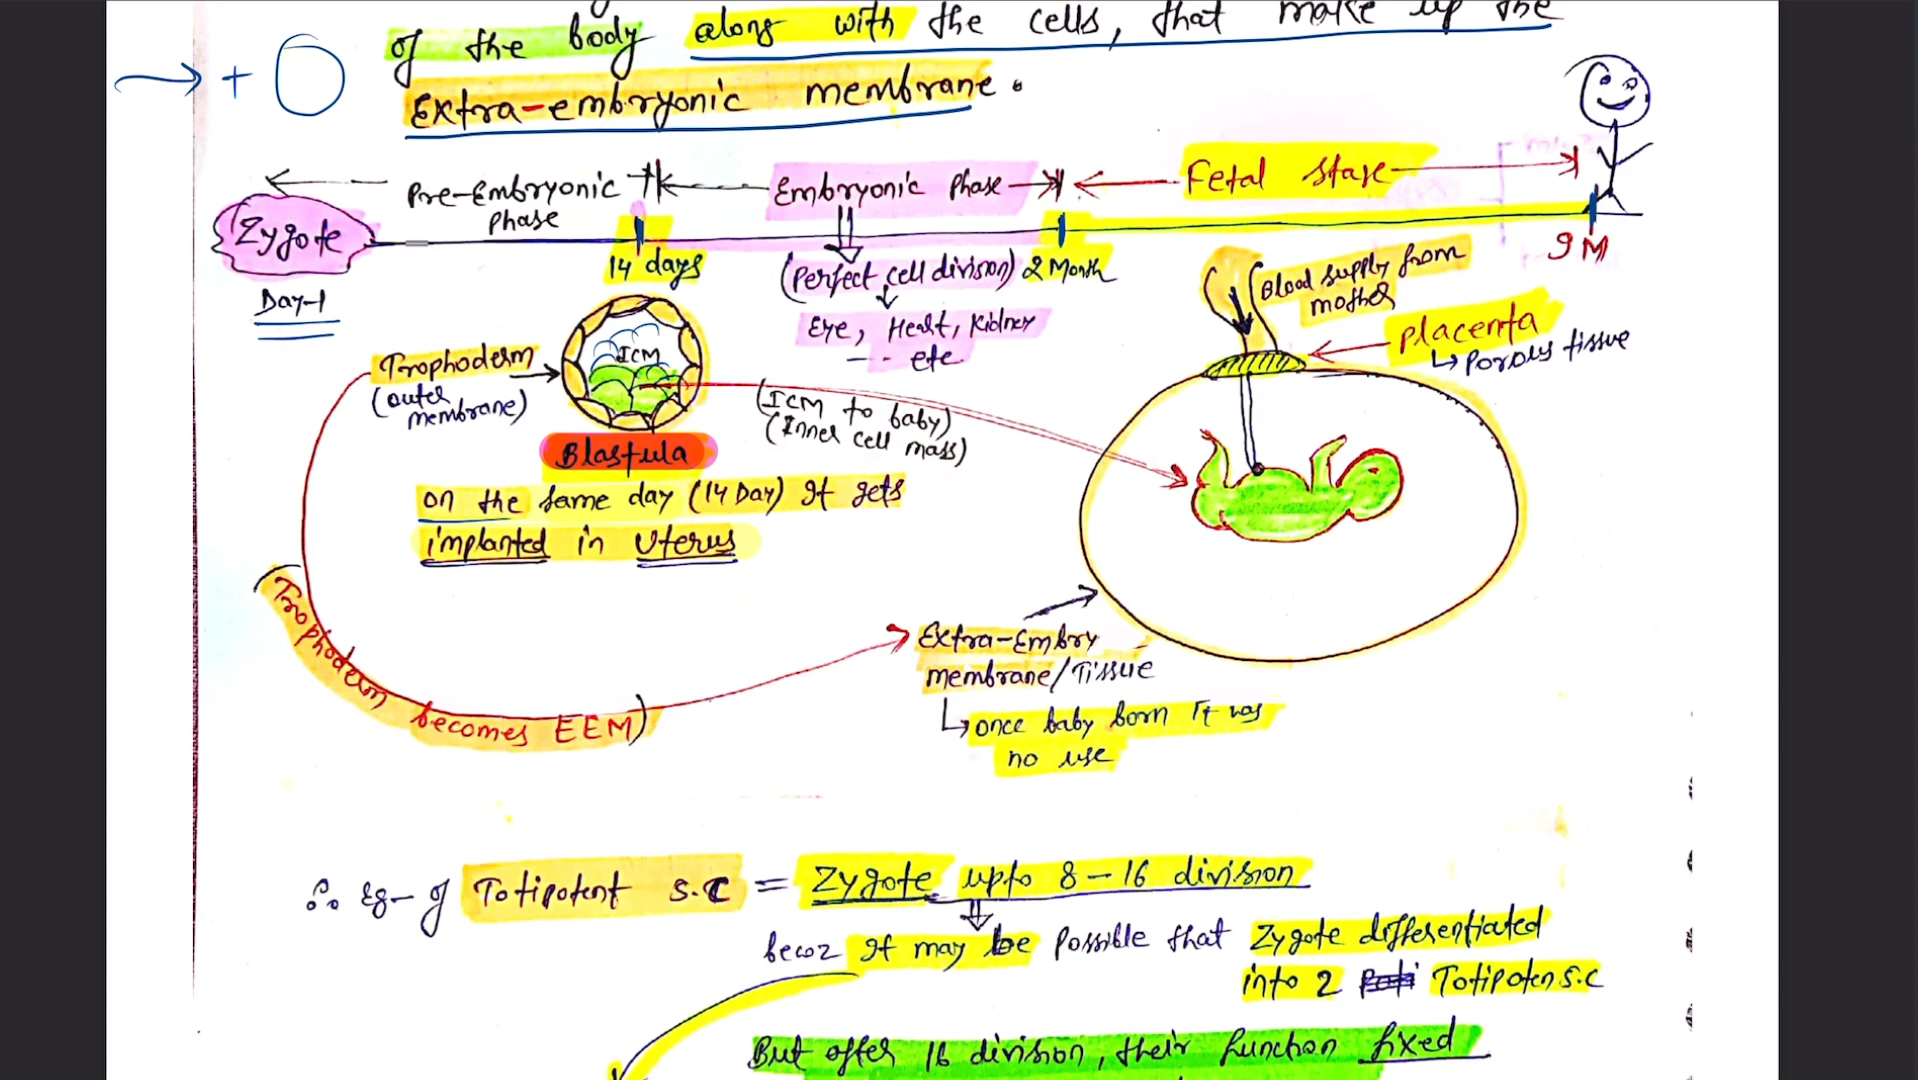 of the body along with the cells, that make up the
Extra-embryonic membrane.
+
Pre-Embryonic Phase
Embryonic Phase
Fetal stage
Zygote
Day-1
14 days
(Perfect cell division)
2 Month
9 M
Eye, Heart, Kidney
--- etc
Blood supply from
mother
Placenta
↳ Porous tissue
Trophoderm
(outer
membrane)
ICM
(ICM to baby)
(Inner cell mass)
Blastula
on the same day (14 Day) It gets
implanted in Uterus
(Trophoderm becomes EEM)
Extra-Embry
membrane/Tissue
↳ once baby born It has
no use
∴ Eg- of Totipotent S.C = Zygote upto 8-16 division
becoz It may be possible that Zygote differentiated
into 2 Totipoten s.c
But offer 16 division, their function fixed